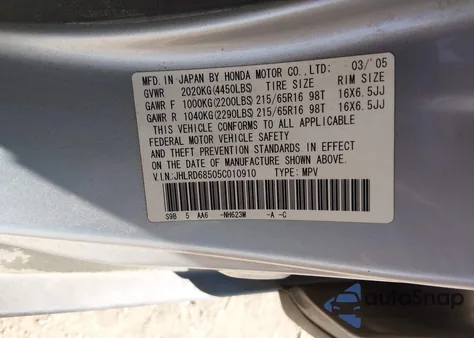 MFD. IN JAPAN BY HONDA MOTOR CO., LTD: 03/'05
GVWR 2020KG(4450LBS) TIRE SIZE RIM SIZE
GAWR F 1000KG(2200LBS) 215/65R16 98T 16X6.5JJ
GAWR R 1040KG(2290LBS) 215/65R16 98T 16X6.5JJ
THIS VEHICLE CONFORMS TO ALL APPLICABLE
FEDERAL MOTOR VEHICLE SAFETY
AND THEFT PREVENTION STANDARDS IN EFFECT ON
THE DATE OF MANUFACTURE SHOWN ABOVE.
V.I.N:JHLRD68505C010910 TYPE: MPV
S9B 5 AA6 -NH623M -A -C
autoSnap